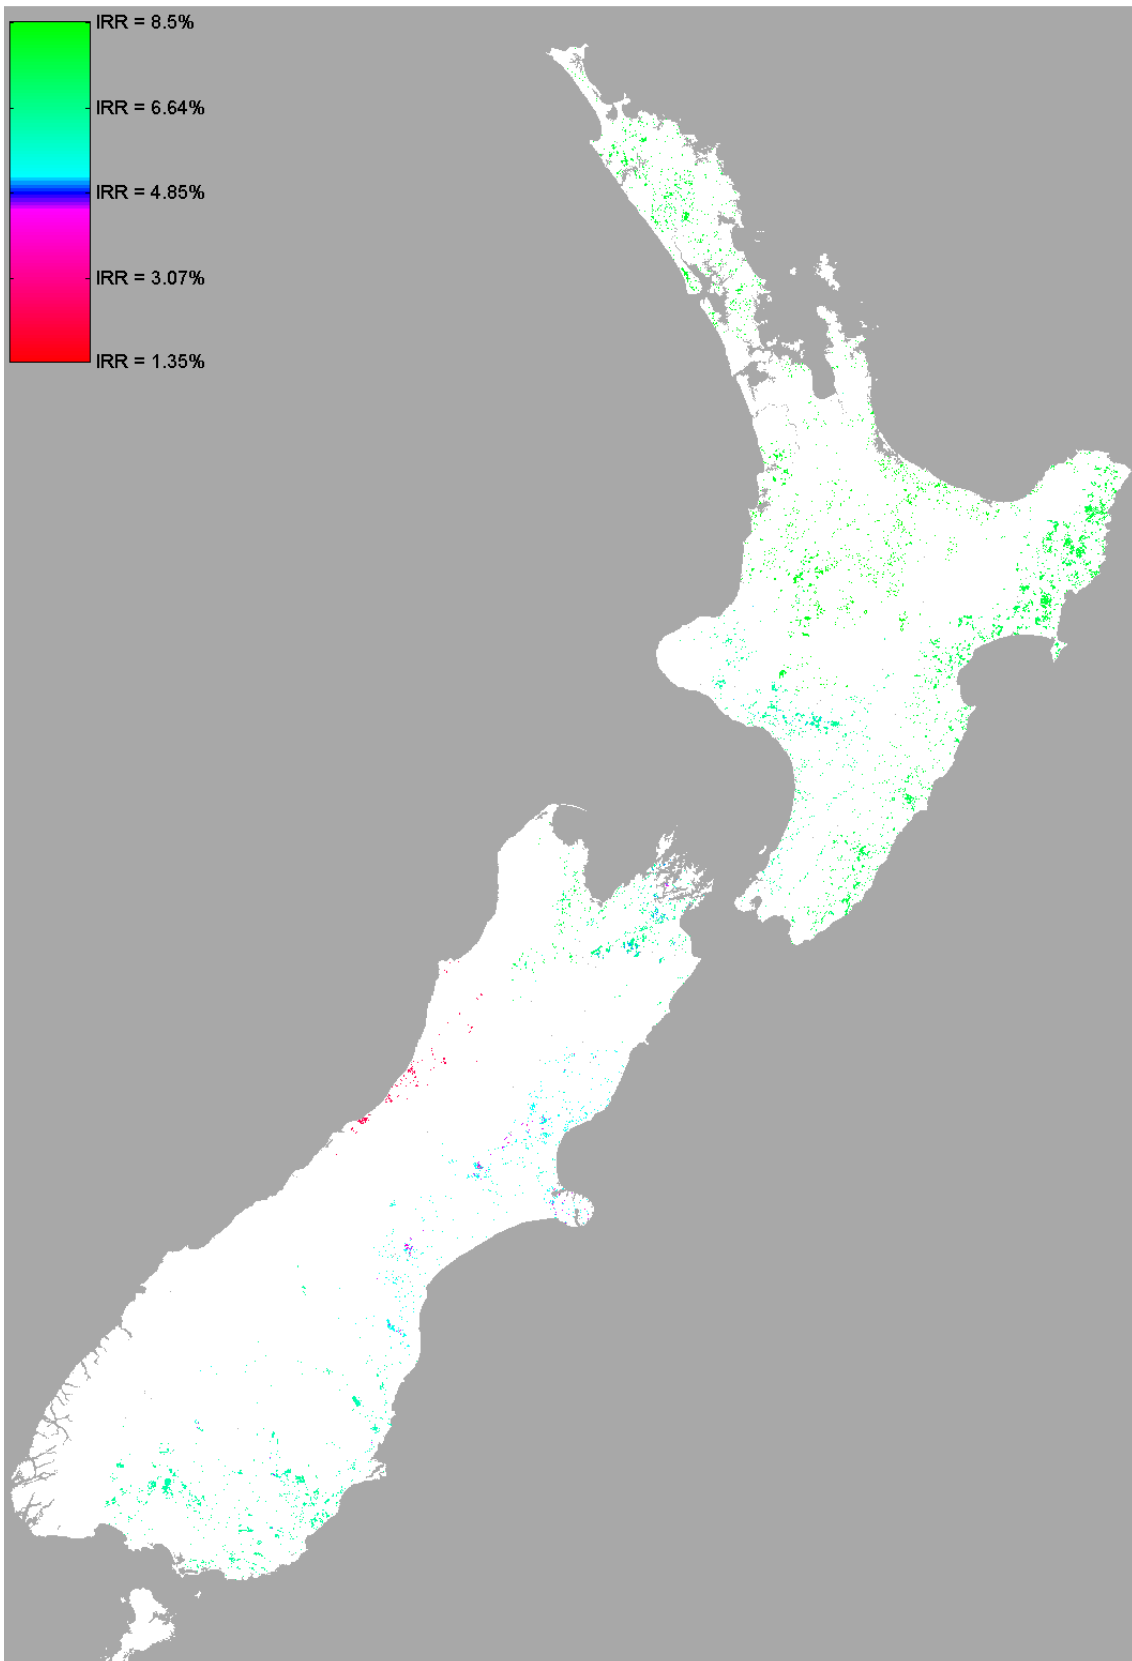 IRR = 8.5%
IRR = 6.64%
IRR = 4.85%
IRR = 3.07%
IRR = 1.35%